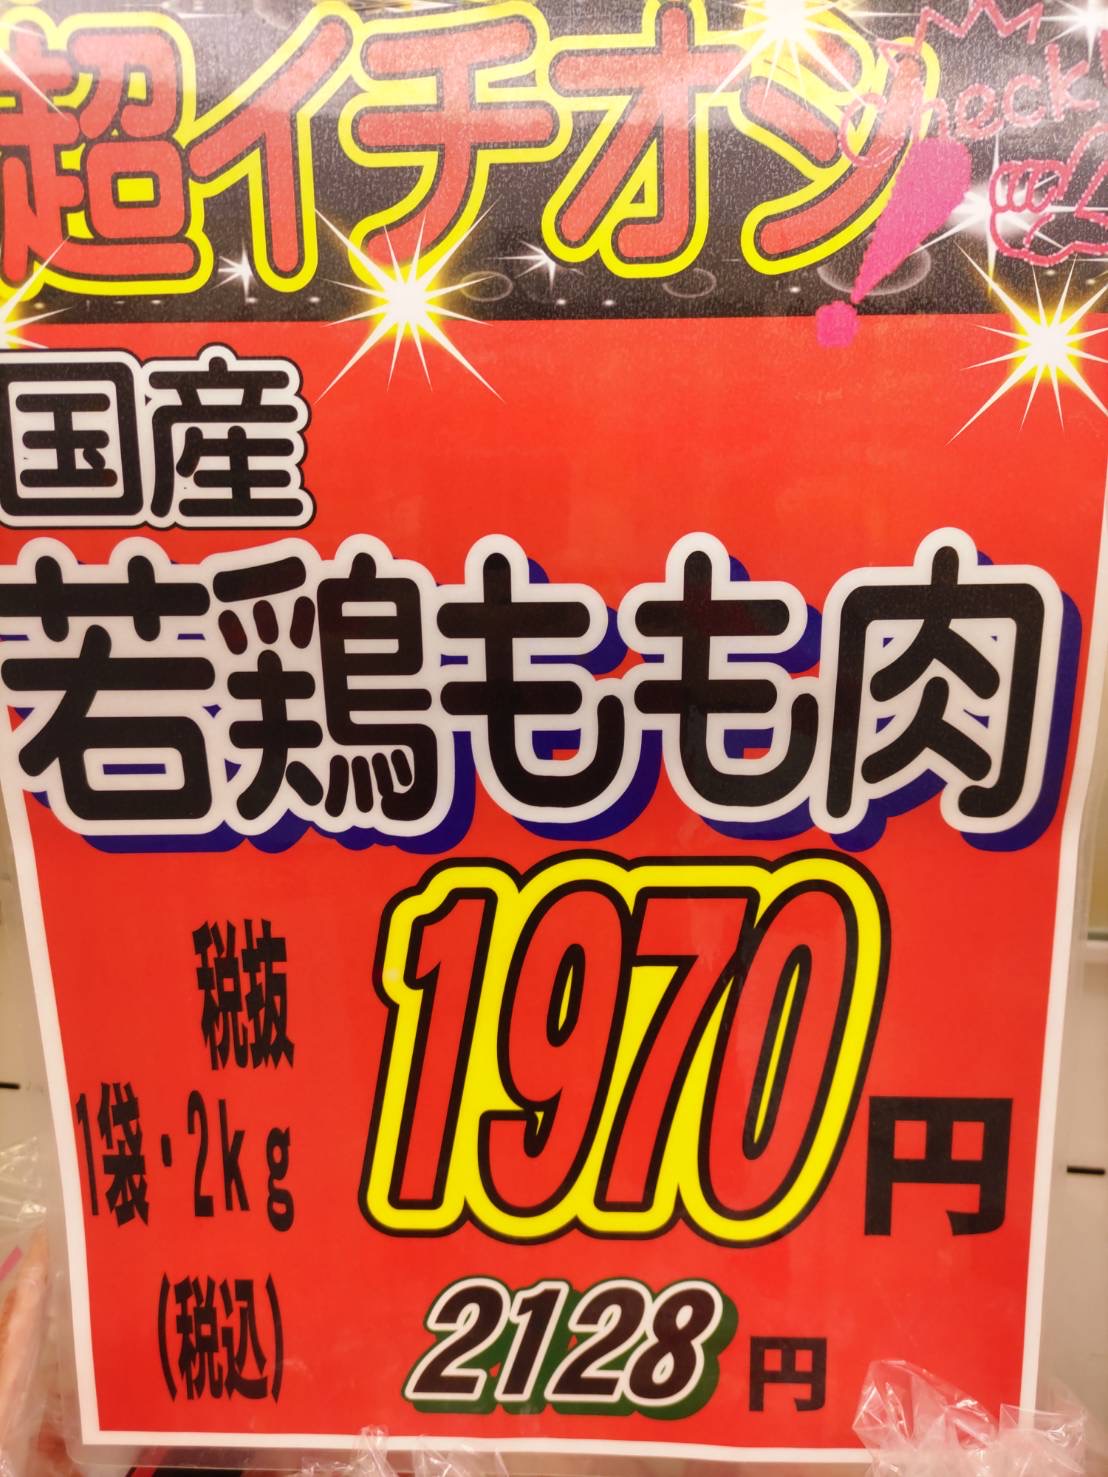 超イチオシ
check!
国産
若鶏もも肉
税抜
1袋・2kg
1970円
(税込)
2128円